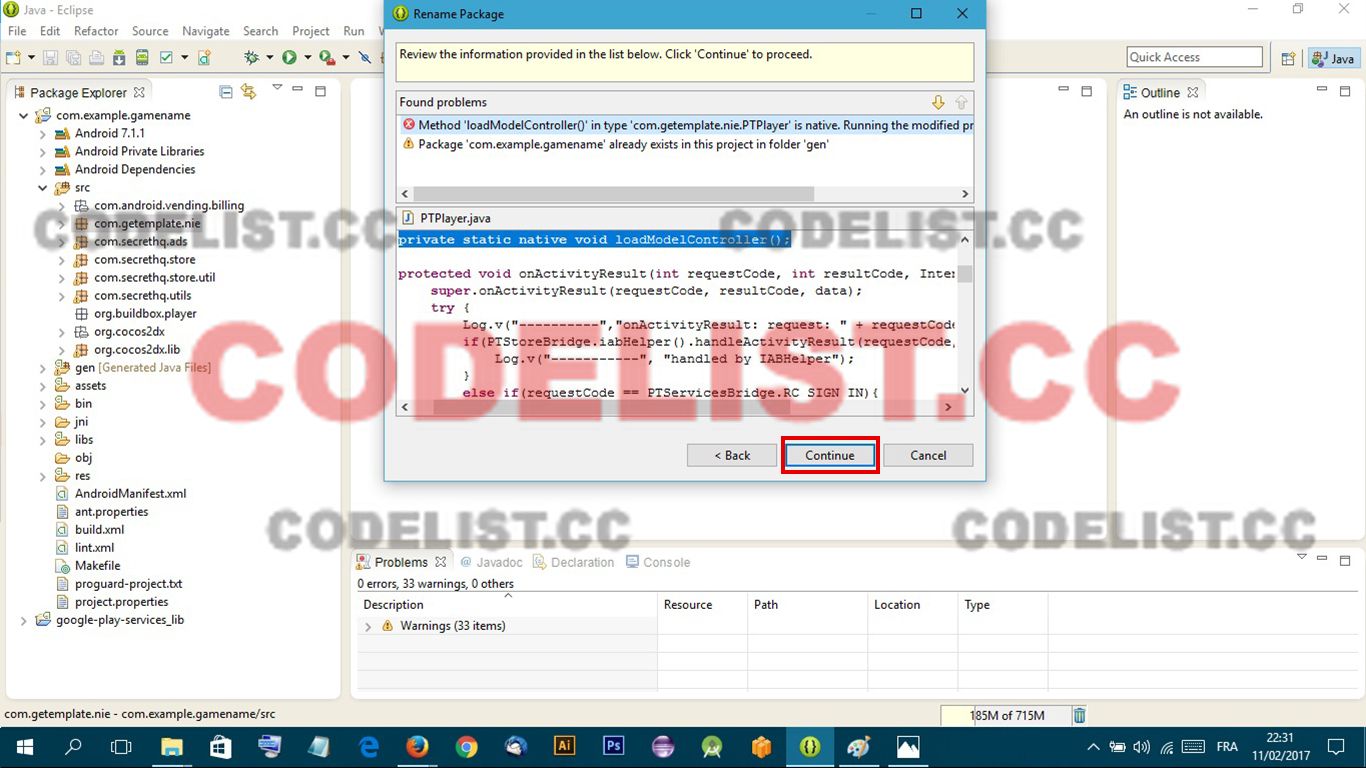 Java - Eclipse
File Edit Refactor Source Navigate Search Project Run
Quick Access
Java
Package Explorer
com.example.gamename
Android 7.1.1
Android Private Libraries
Android Dependencies
src
com.android.vending.billing
com.getemplate.nie
com.secrethq.ads
com.secrethq.store
com.secrethq.store.util
com.secrethq.utils
org.buildbox.player
org.cocos2dx
org.cocos2dx.lib
gen [Generated Java Files]
assets
bin
jni
libs
obj
res
AndroidManifest.xml
ant.properties
build.xml
lint.xml
Makefile
proguard-project.txt
project.properties
google-play-services_lib
Rename Package
Review the information provided in the list below. Click 'Continue' to proceed.
Found problems
Method 'loadModelController()' in type 'com.getemplate.nie.PTPlayer' is native. Running the modified pr
Package 'com.example.gamename' already exists in this project in folder 'gen'
PTPlayer.java
private static native void loadModelController();
protected void onActivityResult(int requestCode, int resultCode, Inter
super.onActivityResult(requestCode, resultCode, data);
try {
Log.v("----------","onActivityResult: request: " + requestCode
if(PTStoreBridge.iabHelper().handleActivityResult(requestCode,
Log.v("-----------", "handled by IABHelper");
}
else if(requestCode == PTServicesBridge.RC_SIGN_IN){
< Back Continue Cancel
Outline
An outline is not available.
CODELIST.CC
CODELIST.CC
CODELIST.CC
CODELIST.CC
CODELIST.CC
Problems @ Javadoc Declaration Console
0 errors, 33 warnings, 0 others
Description Resource Path Location Type
Warnings (33 items)
com.getemplate.nie - com.example.gamename/src
185M of 715M
Ai
Ps
FRA
22:31
11/02/2017